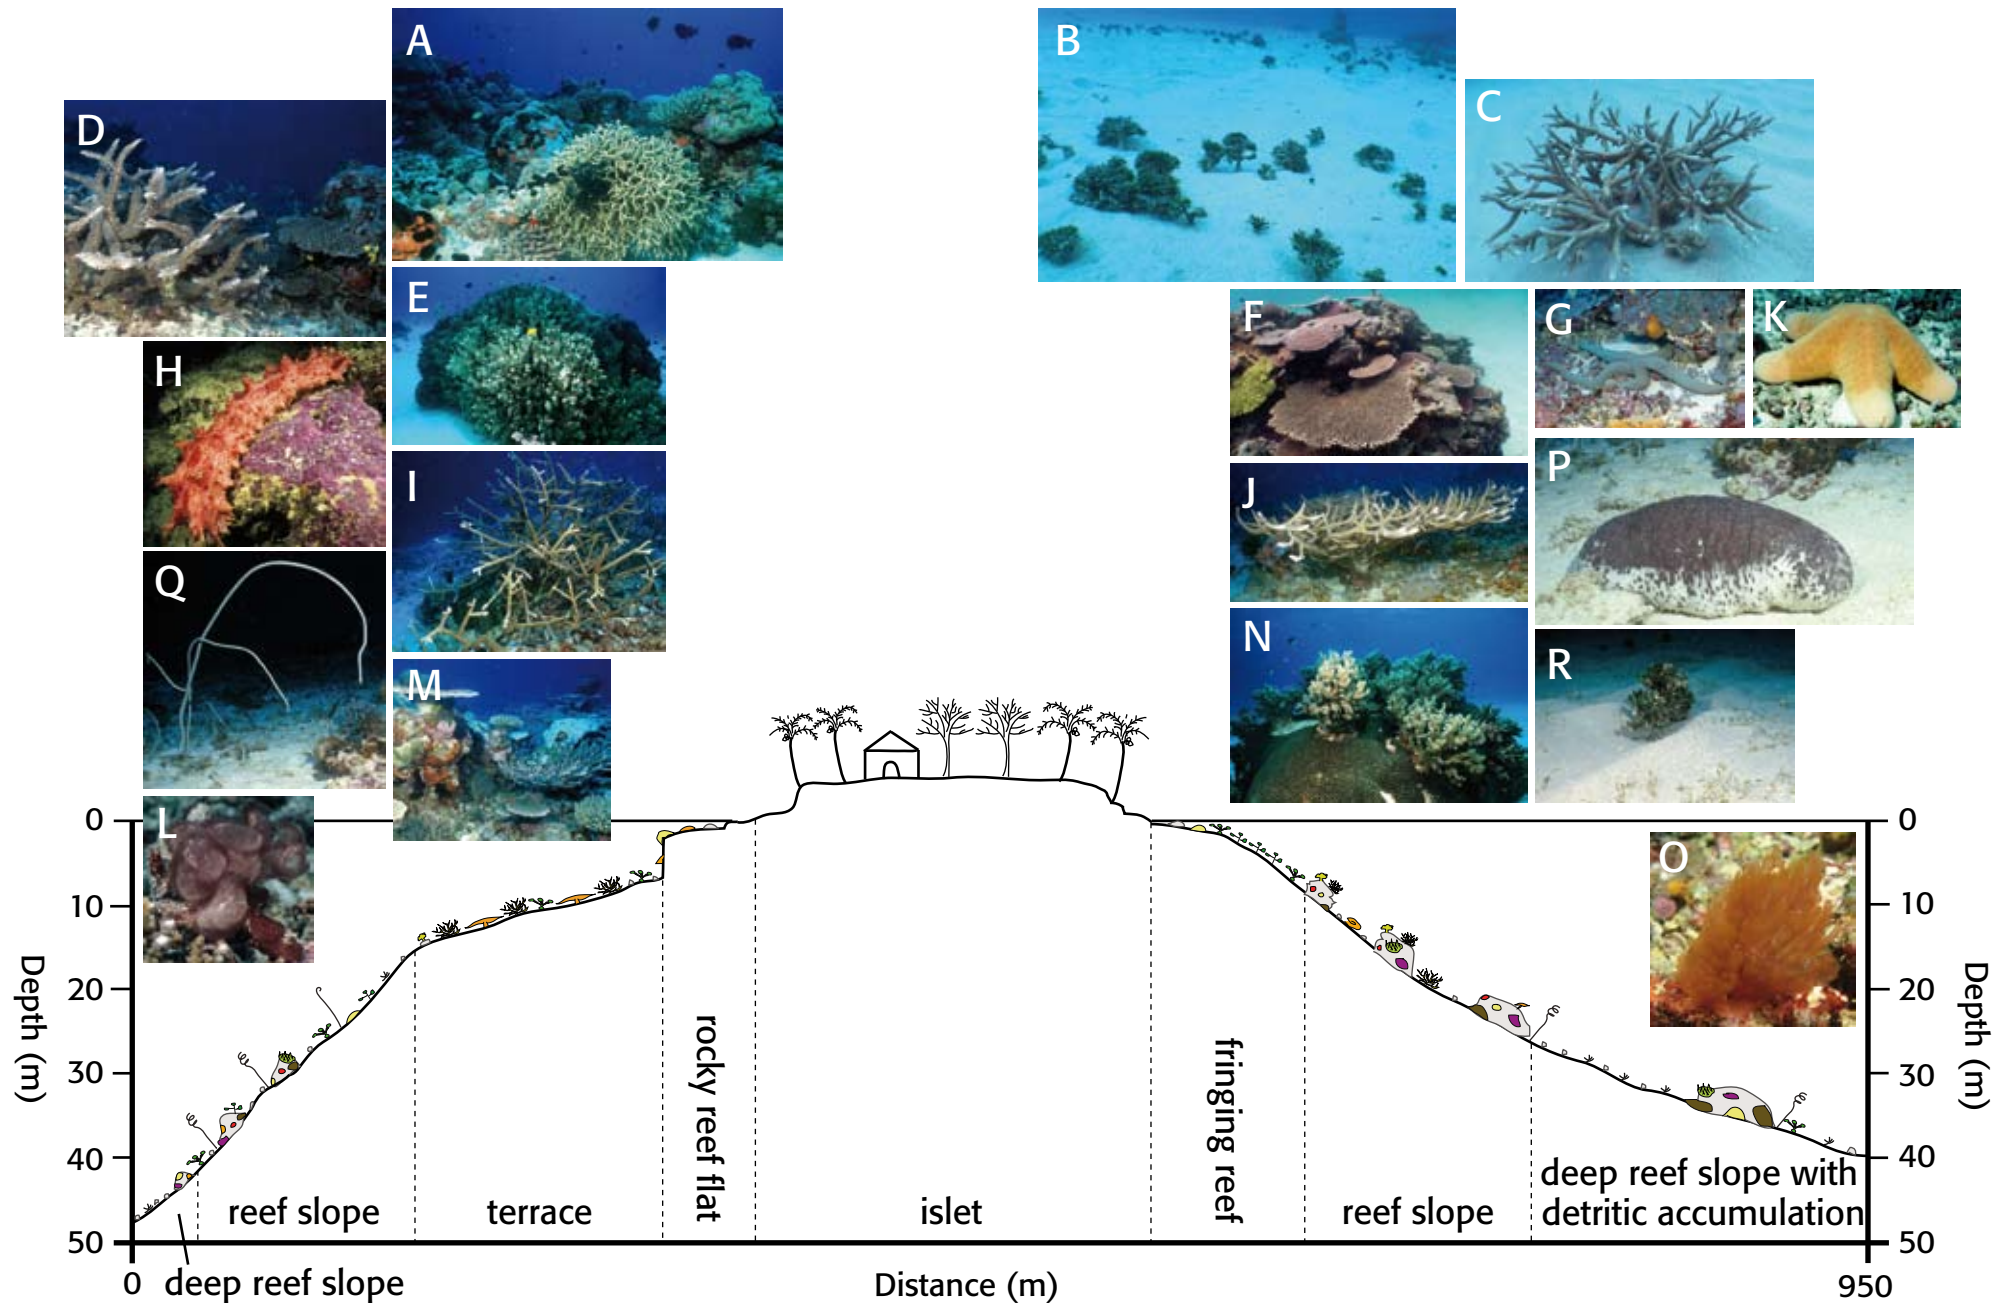 A
B
C
D
E
F
G
K
H
I
J
P
Q
M
N
R
L
O
0
10
20
30
40
50
Depth (m)
0
10
20
30
40
50
Depth (m)
deep reef slope
reef slope
terrace
rocky reef flat
islet
fringing reef
reef slope
deep reef slope with
detritic accumulation
0
Distance (m)
950